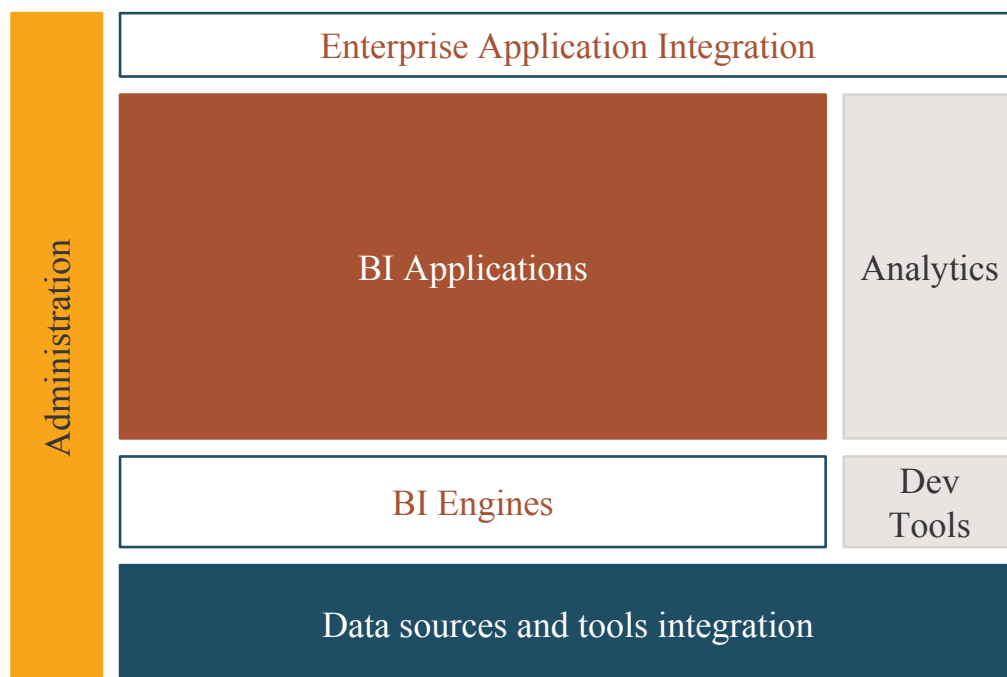 Enterprise Application Integration
Administration
BI Applications
Analytics
BI Engines
Dev
Tools
Data sources and tools integration